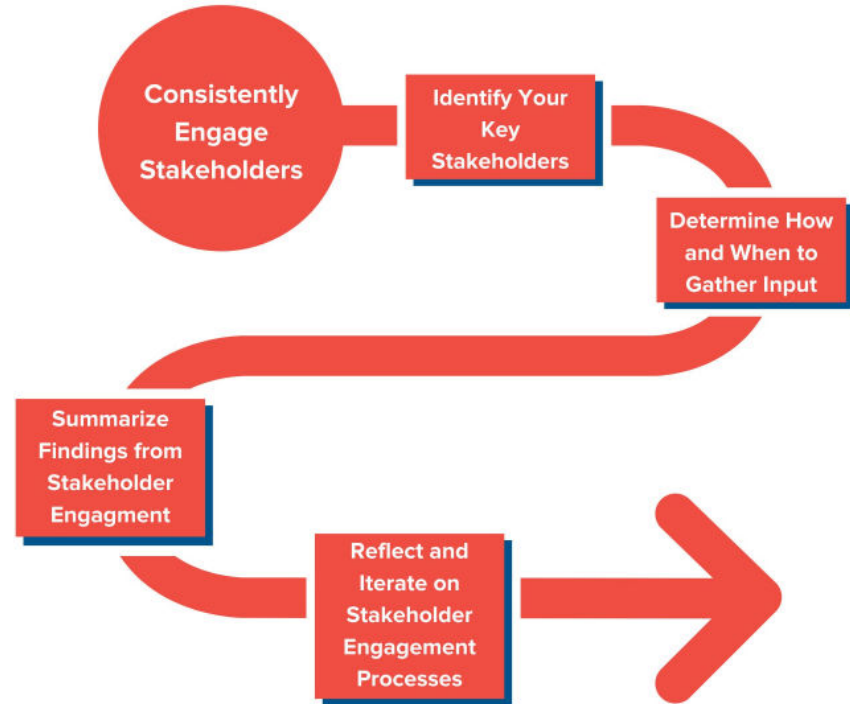 Consistently
Engage
Stakeholders
Identify Your
Key
Stakeholders
Determine How
and When to
Gather Input
Summarize
Findings from
Stakeholder
Engagment
Reflect and
Iterate on
Stakeholder
Engagement
Processes